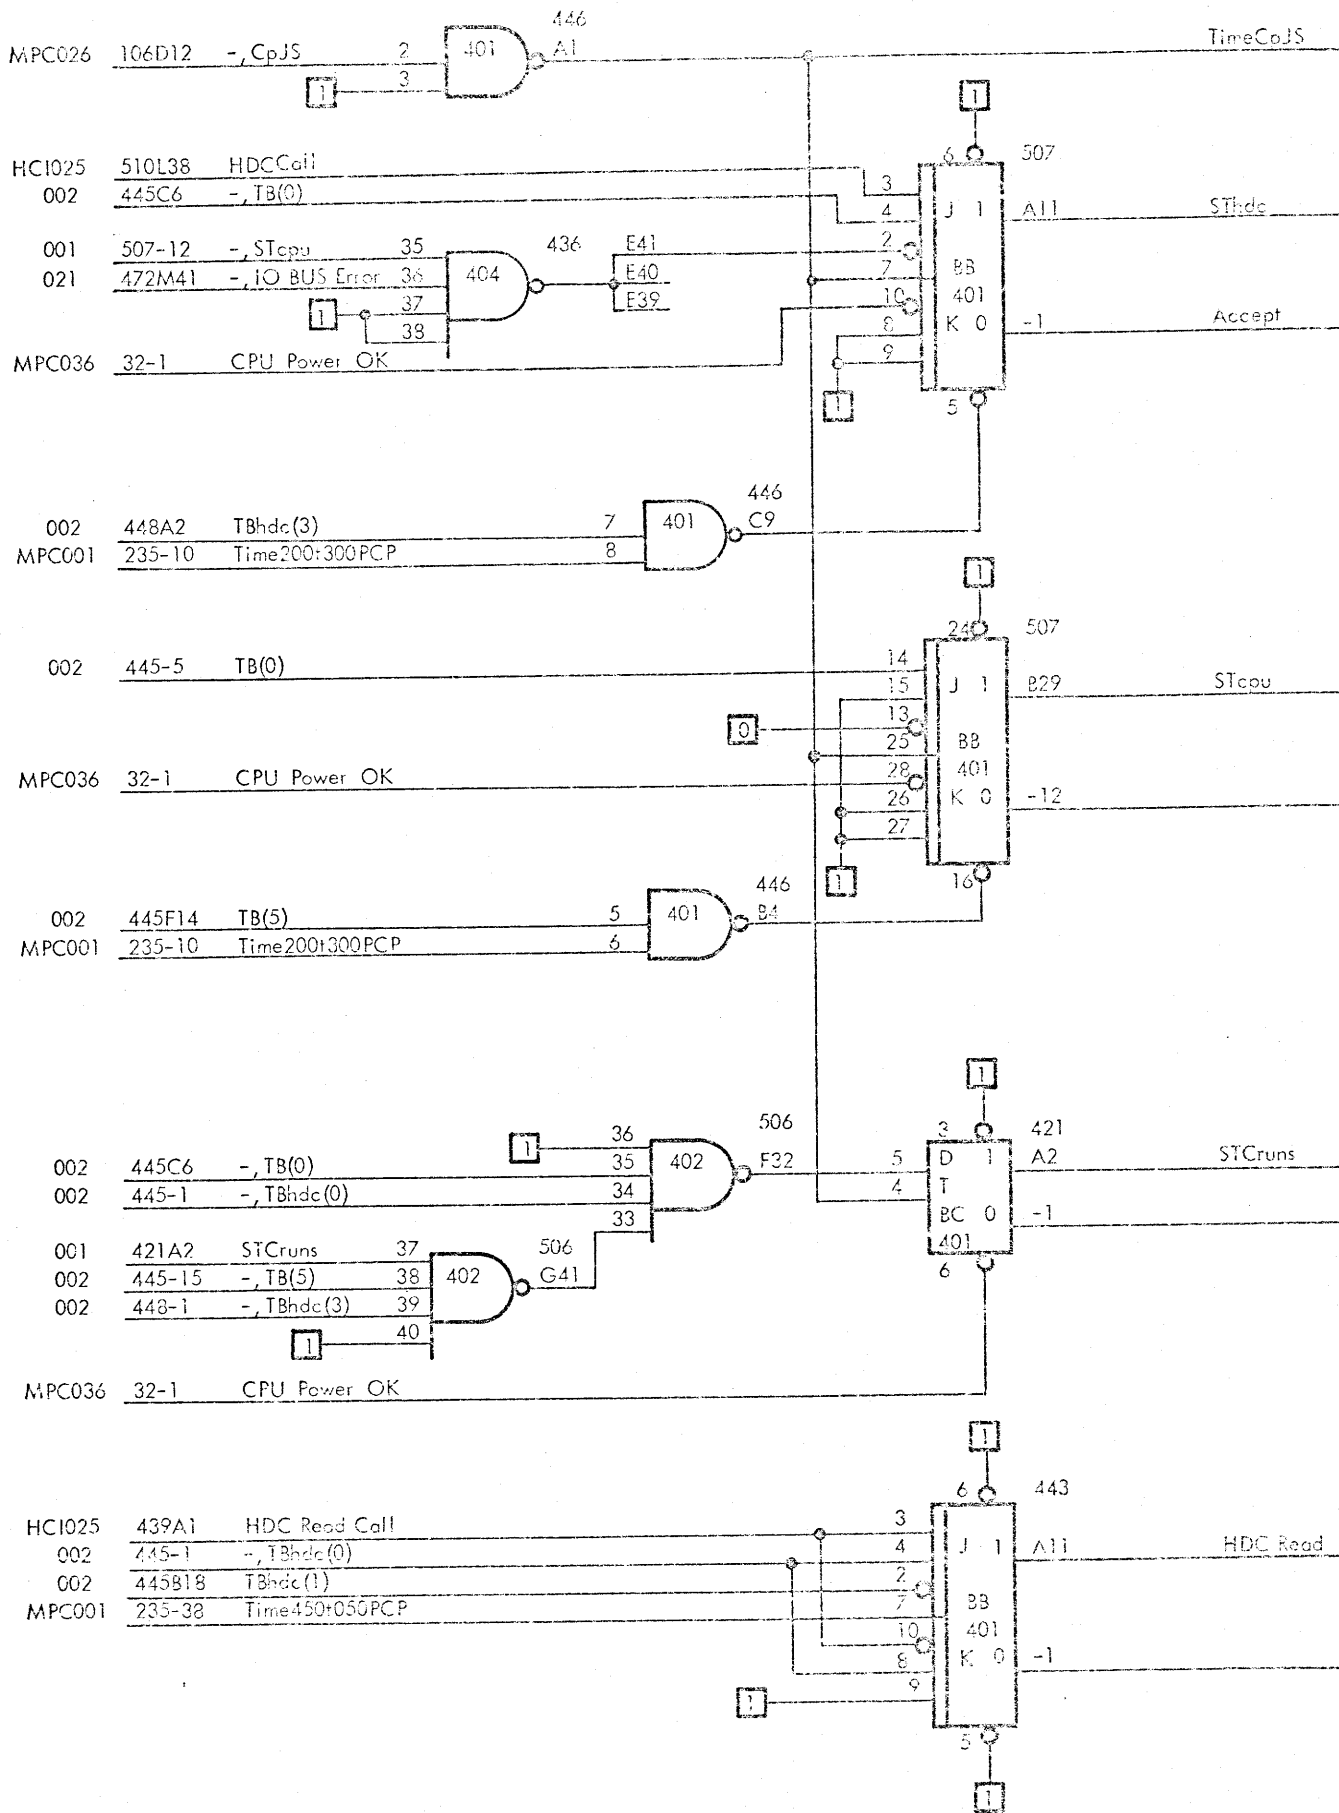 446
MPC026 106D12 -,CpJS 2 401 A1 TimeCoJS
1 3
1
6 507
HCI025 510L38 HDCCall 3
002 445C6 -,TB(0) 4 J 1 A11 SThdc
001 507-12 -,STcpu 35 436 E41 2
021 472M41 -,IO BUS Error 36 404 E40 7 BB
1 37 E39 10 401
38 8 K 0 -1 Accept
MPC036 32-1 CPU Power OK 9
1 5
446
002 448A2 TBhdc(3) 7 401 C9
MPC001 235-10 Time200t300PCP 8
1
24 507
002 445-5 TB(0) 14
15 J 1 B29 STcpu
0 13
25 BB
MPC036 32-1 CPU Power OK 28 401
26 K 0 -12
27
1 16
446
002 445F14 TB(5) 5 401 B4
MPC001 235-10 Time200t300PCP 6
1
506 3 421
1 36
002 445C6 -,TB(0) 35 402 F32 5 D 1 A2 STCruns
002 445-1 -,TBhdc(0) 34 4 T
33 BC 0 -1
001 421A2 STCruns 37 506 401
002 445-15 -,TB(5) 38 402 G41 6
002 448-1 -,TBhdc(3) 39
1 40
MPC036 32-1 CPU Power OK
1
6 443
HCI025 439A1 HDC Read Call 3
002 445-1 -,TBhdc(0) 4 J 1 A11 HDC Read
002 445B18 TBhdc(1) 2
MPC001 235-38 Time450t050PCP 7 BB
10 401
8 K 0 -1
1 9
5
1